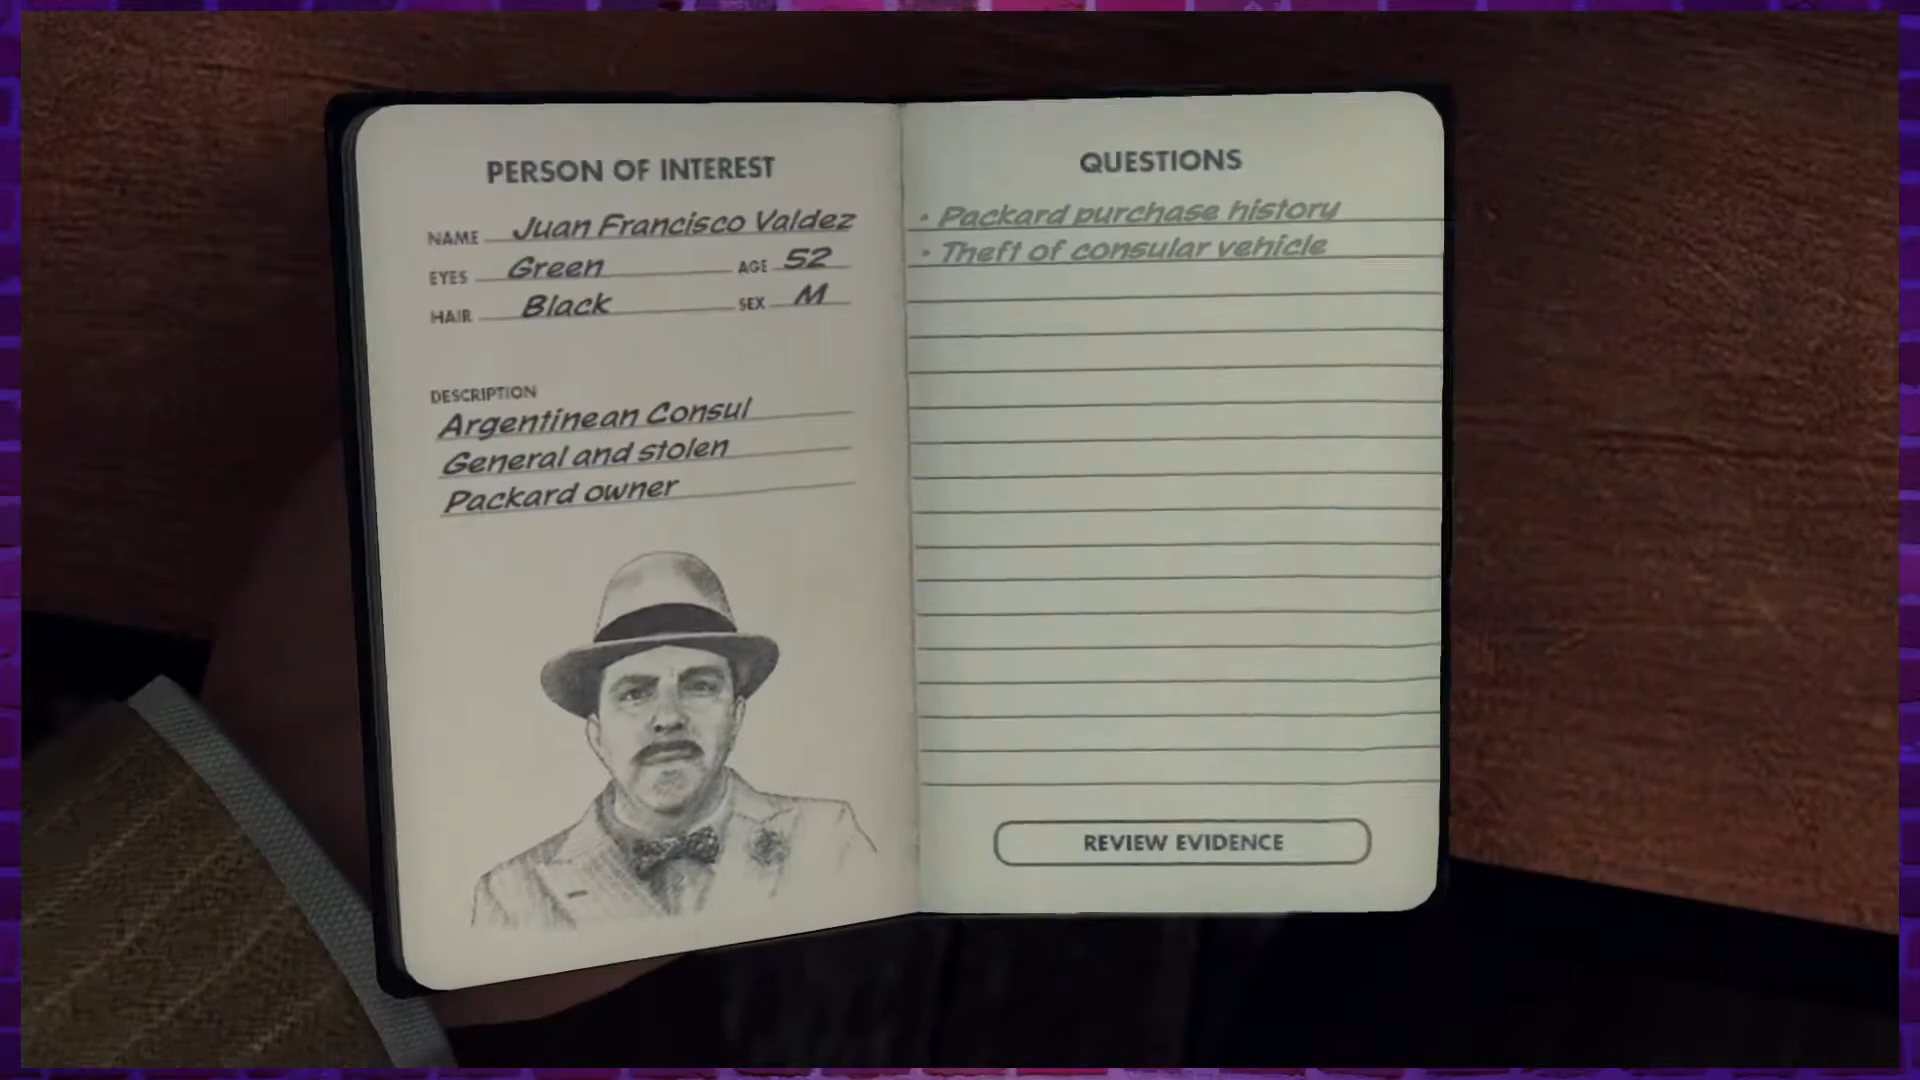 PERSON OF INTEREST
NAME Juan Francisco Valdez
EYES Green AGE 52
HAIR Black SEX M
DESCRIPTION
Argentinean Consul
General and stolen
Packard owner
QUESTIONS
• Packard purchase history
• Theft of consular vehicle
REVIEW EVIDENCE